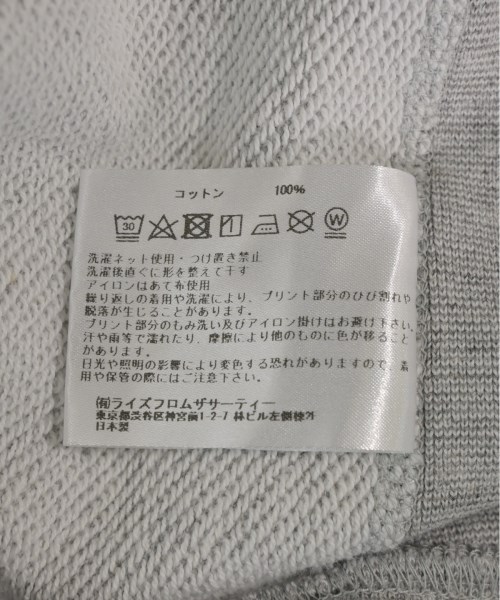 コットン 100%
30 W
洗濯ネット使用・つけ置き禁止
洗濯後直ぐに形を整えて干す
アイロンはあて布使用
繰り返しの着用や洗濯により、プリント部分のひび割れや
脱落が生じることがあります。
プリント部分のもみ洗い及びアイロン掛けはお避け下さい。
汗や雨等で濡れたり、摩擦により他のものに色が移ること
があります。
日光や照明の影響により変色する恐れがありますので、着
用や保管の際にはご注意下さい。
㈲ライズフロムザサーティー
東京都渋谷区神宮前1-2-7 林ビル左側棟2F
日本製